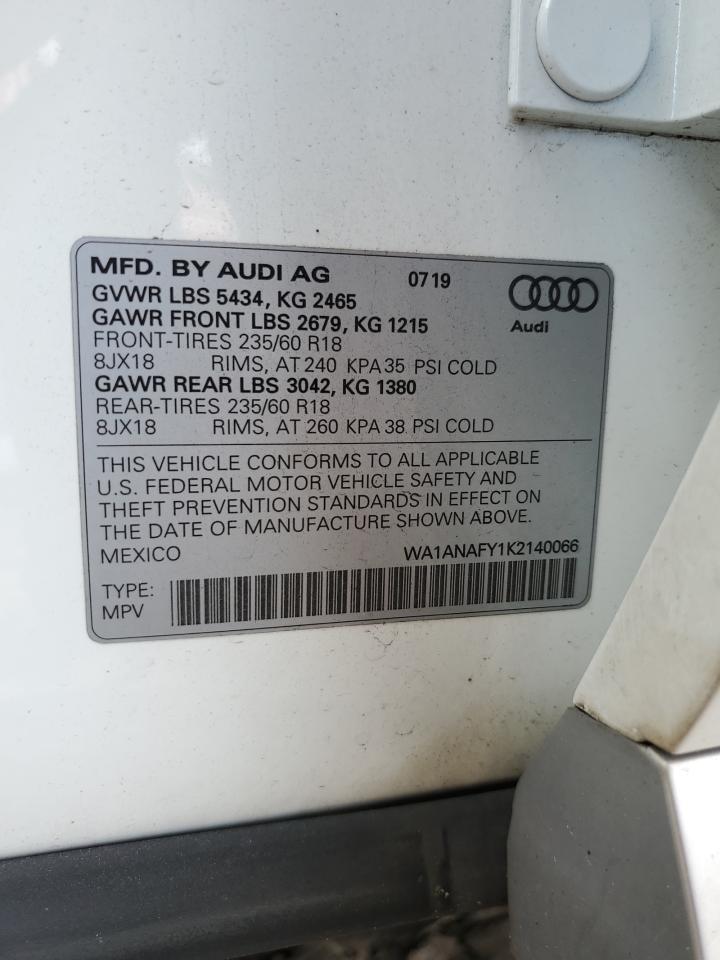 MFD. BY AUDI AG 07 19
GVWR LBS 5434, KG 2465
GAWR FRONT LBS 2679, KG 1215
FRONT-TIRES 235/60 R18
8JX18 RIMS, AT 240 KPA 35 PSI COLD
GAWR REAR LBS 3042, KG 1380
REAR-TIRES 235/60 R18
8JX18 RIMS, AT 260 KPA 38 PSI COLD
Audi
THIS VEHICLE CONFORMS TO ALL APPLICABLE
U.S. FEDERAL MOTOR VEHICLE SAFETY AND
THEFT PREVENTION STANDARDS IN EFFECT ON
THE DATE OF MANUFACTURE SHOWN ABOVE.
MEXICO WA1ANAFY1K2140066
TYPE:
MPV